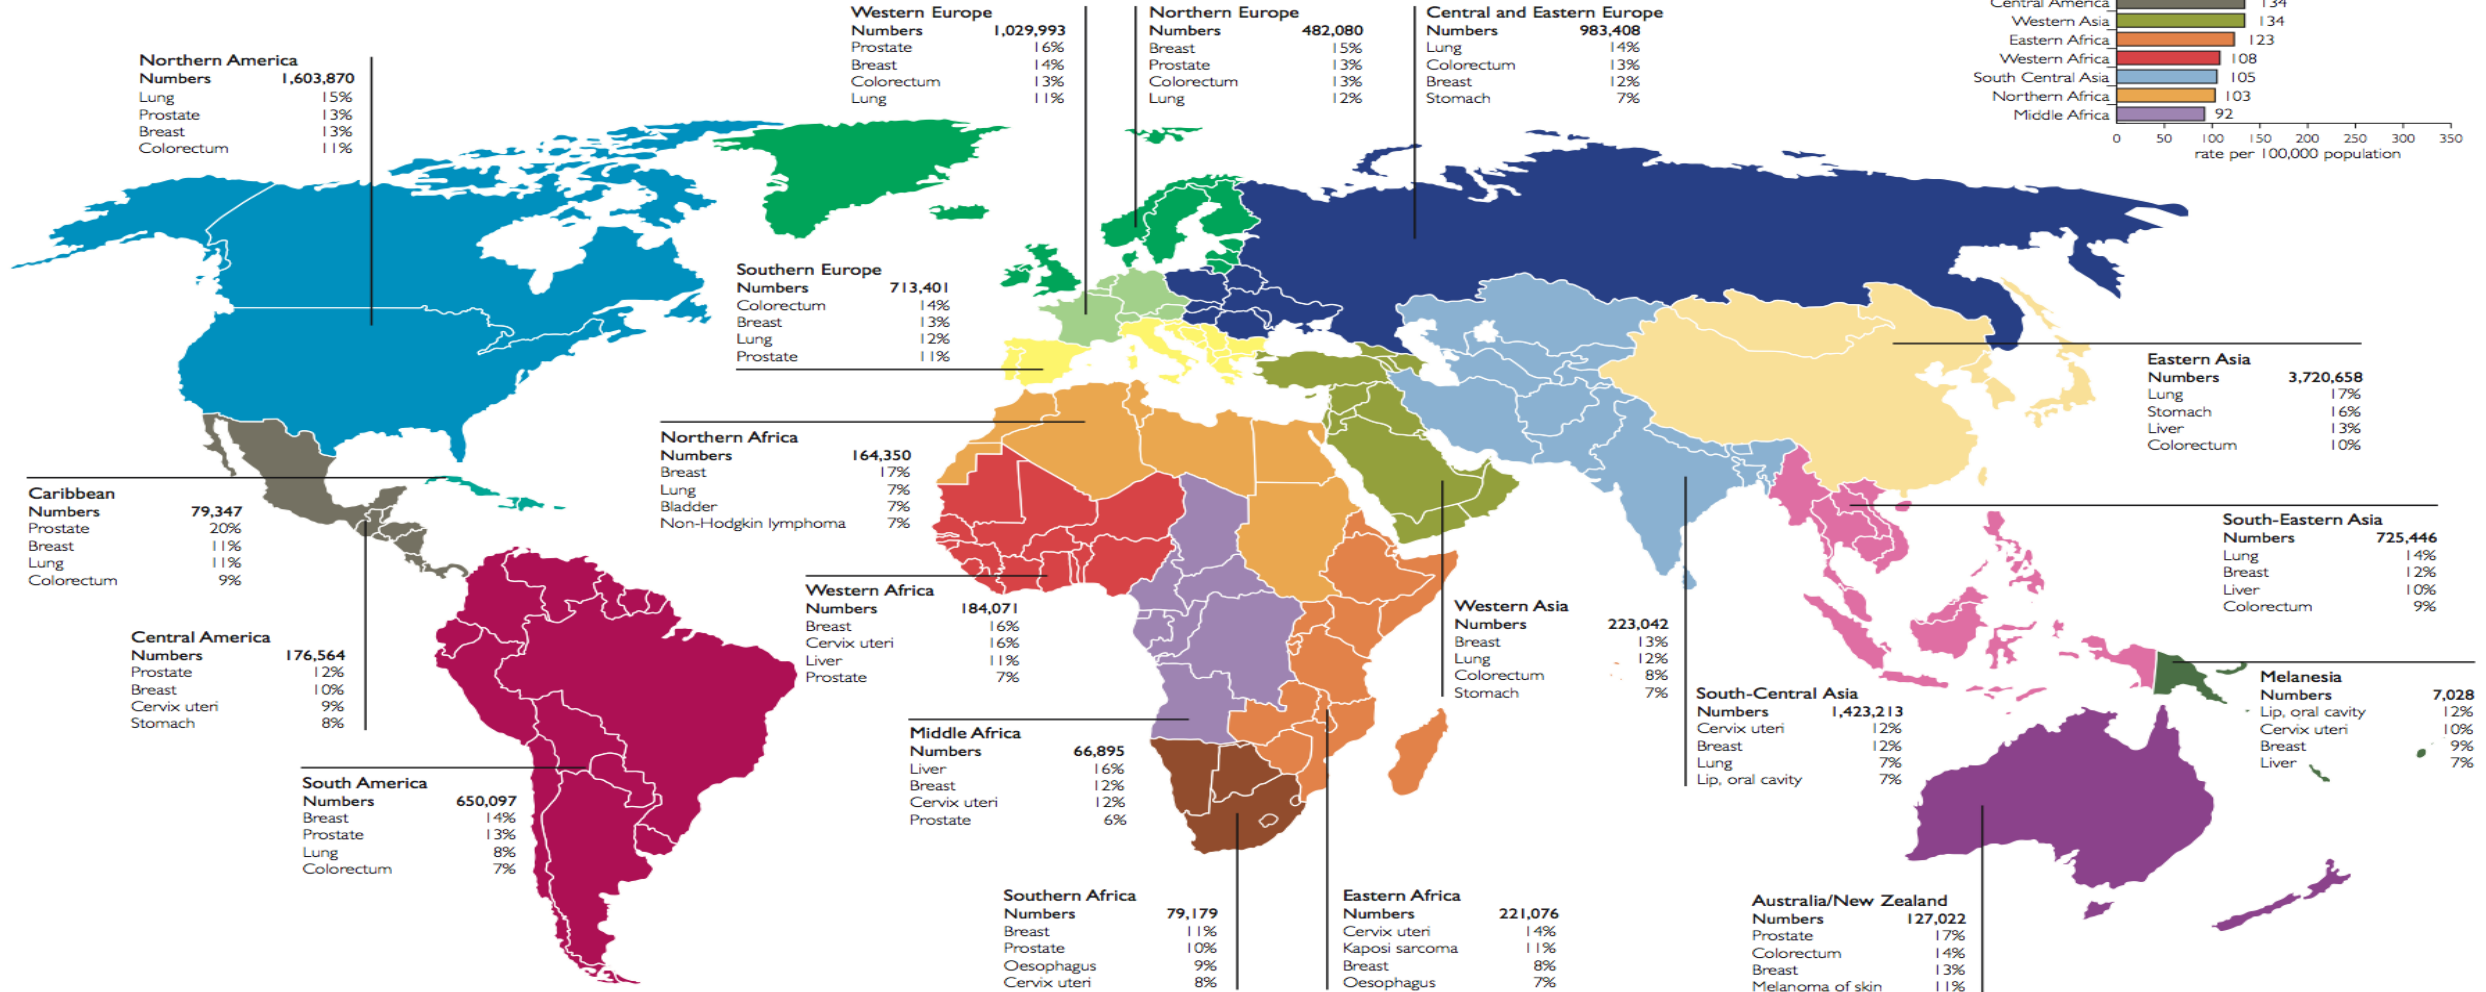 Northern America
Numbers 1,603,870
Lung 15%
Prostate 13%
Breast 13%
Colorectum 11%
Western Europe
Numbers 1,029,993
Prostate 16%
Breast 14%
Colorectum 13%
Lung 11%
Northern Europe
Numbers 482,080
Breast 15%
Prostate 13%
Colorectum 13%
Lung 12%
Central and Eastern Europe
Numbers 983,408
Lung 14%
Colorectum 13%
Breast 12%
Stomach 7%
Central America 134
Western Asia 134
Eastern Africa 123
Western Africa 108
South Central Asia 105
Northern Africa 103
Middle Africa 92
0 50 100 150 200 250 300 350
rate per 100,000 population
Southern Europe
Numbers 713,401
Colorectum 14%
Breast 13%
Lung 12%
Prostate 11%
Eastern Asia
Numbers 3,720,658
Lung 17%
Stomach 16%
Liver 13%
Colorectum 10%
Northern Africa
Numbers 164,350
Breast 17%
Lung 7%
Bladder 7%
Non-Hodgkin lymphoma 7%
Caribbean
Numbers 79,347
Prostate 20%
Breast 11%
Lung 11%
Colorectum 9%
South-Eastern Asia
Numbers 725,446
Lung 14%
Breast 12%
Liver 10%
Colorectum 9%
Western Africa
Numbers 184,071
Breast 16%
Cervix uteri 16%
Liver 11%
Prostate 7%
Western Asia
Numbers 223,042
Breast 13%
Lung 12%
Colorectum 8%
Stomach 7%
Central America
Numbers 176,564
Prostate 12%
Breast 10%
Cervix uteri 9%
Stomach 8%
South-Central Asia
Numbers 1,423,213
Cervix uteri 12%
Breast 12%
Lung 7%
Lip, oral cavity 7%
Melanesia
Numbers 7,028
Lip, oral cavity 12%
Cervix uteri 10%
Breast 9%
Liver 7%
Middle Africa
Numbers 66,895
Liver 16%
Breast 12%
Cervix uteri 12%
Prostate 6%
South America
Numbers 650,097
Breast 14%
Prostate 13%
Lung 8%
Colorectum 7%
Southern Africa
Numbers 79,179
Breast 11%
Prostate 10%
Oesophagus 9%
Cervix uteri 8%
Eastern Africa
Numbers 221,076
Cervix uteri 14%
Kaposi sarcoma 11%
Breast 8%
Oesophagus 7%
Australia/New Zealand
Numbers 127,022
Prostate 17%
Colorectum 14%
Breast 13%
Melanoma of skin 11%